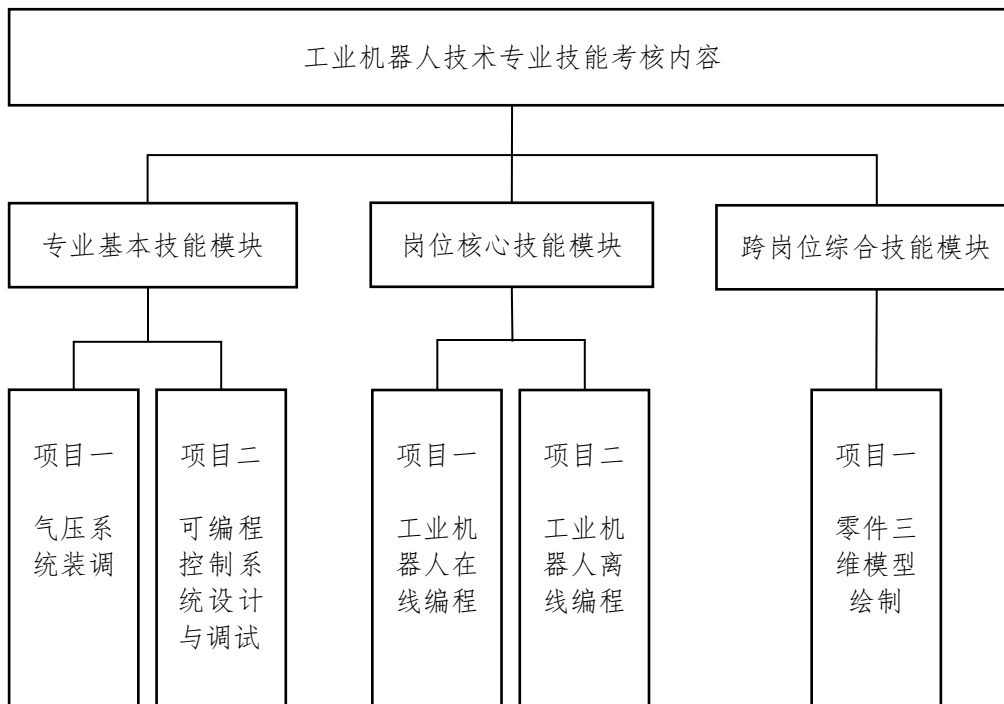 工业机器人技术专业技能考核内容
专业基本技能模块
岗位核心技能模块
跨岗位综合技能模块
项目一
气压系
统装调
项目二
可编程
控制系
统设计
与调试
项目一
工业机
器人在
线编程
项目二
工业机
器人离
线编程
项目一
零件三
维模型
绘制